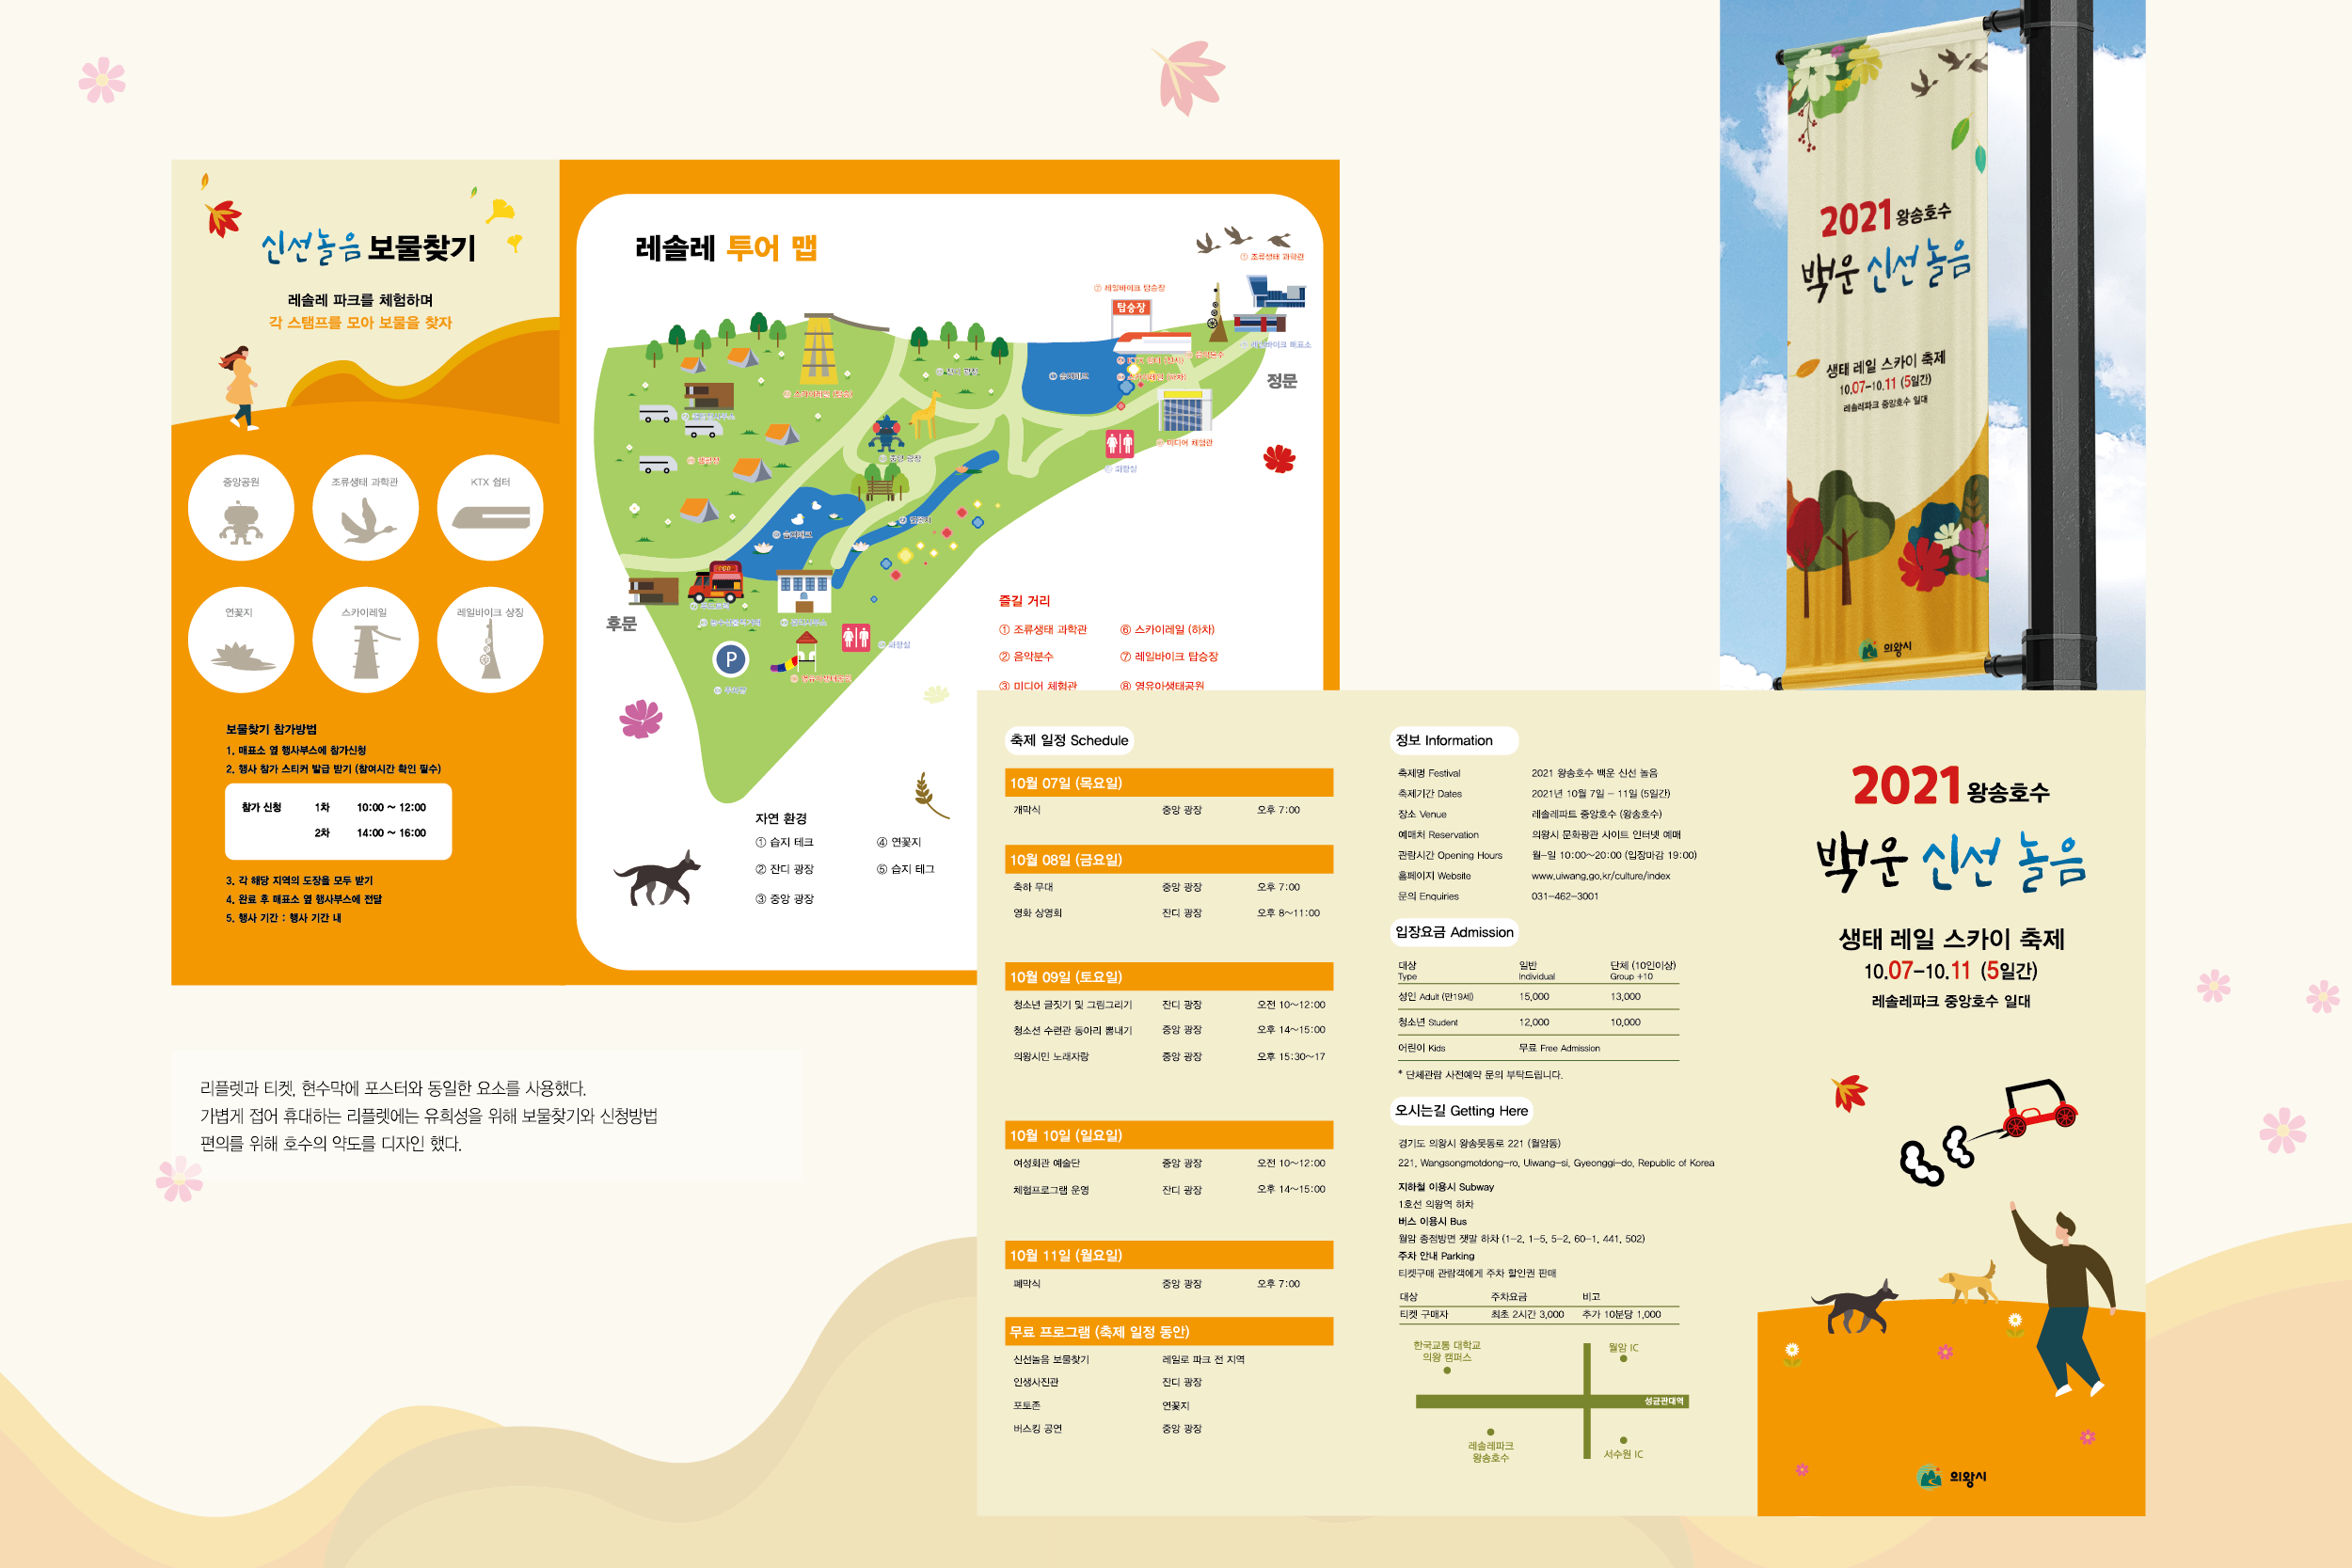 신선놀음 보물찾기
레솔레 파크를 체험하며
각 스탬프를 모아 보물을 찾자
중앙공원
조류생태 과학관
KTX 쉼터
연꽃지
스카이레일
레일바이크 상징
보물찾기 참가방법
1. 매표소 옆 행사부스에 참가신청
2. 행사 참가 스티커 발급 받기 (참여시간 확인 필수)
참가 신청 1차 10:00 ~ 12:00
2차 14:00 ~ 16:00
3. 각 해당 지역의 도장을 모두 받기
4. 완료 후 매표소 옆 행사부스에 전달
5. 행사 기간 : 행사 기간 내
레솔레 투어 맵
① 조류생태 과학관
⑦ 레일바이크 탑승장
탑승장
정문
미디어 체험관
화장실
습지테크
중앙 광장
습지테크
FOOD
후문
P
화장실
즐길 거리
① 조류생태 과학관 ⑥ 스카이레일 (하차)
② 음악분수 ⑦ 레일바이크 탑승장
③ 미디어 체험관 ⑧ 영유아생태공원
자연 환경
① 습지 테크 ④ 연꽃지
② 잔디 광장 ⑤ 습지 테그
③ 중앙 광장
2021 왕송호수
백운 신선 놀음
생태 레일 스카이 축제
10.07-10.11 (5일간)
레솔레파크 중앙호수 일대
의왕시
축제 일정 Schedule
10월 07일 (목요일)
개막식 중앙 광장 오후 7:00
10월 08일 (금요일)
축하 무대 중앙 광장 오후 7:00
영화 상영회 잔디 광장 오후 8~11:00
10월 09일 (토요일)
청소년 글짓기 및 그림그리기 잔디 광장 오전 10~12:00
청소션 수련관 동아리 뽐내기 중앙 광장 오후 14~15:00
의왕시민 노래자랑 중앙 광장 오후 15:30~17
10월 10일 (일요일)
여성회관 예술단 중앙 광장 오전 10~12:00
체험프로그램 운영 잔디 광장 오후 14~15:00
10월 11일 (월요일)
폐막식 중앙 광장 오후 7:00
무료 프로그램 (축제 일정 동안)
신선놀음 보물찾기 레일로 파크 전 지역
인생사진관 잔디 광장
포토존 연꽃지
버스킹 공연 중앙 광장
정보 Information
축제명 Festival 2021 왕송호수 백운 신선 놀음
축제기간 Dates 2021년 10월 7일 - 11일 (5일간)
장소 Venue 레솔레파트 중앙호수 (왕송호수)
예매처 Reservation 의왕시 문화광관 사이트 인터넷 예매
관람시간 Opening Hours 월-일 10:00~20:00 (입장마감 19:00)
홈페이지 Website www.uiwang.go.kr/culture/index
문의 Enquiries 031-462-3001
입장요금 Admission
대상 일반 단체 (10인이상)
Type Individual Group +10
성인 Adult (만19세) 15,000 13,000
청소년 Student 12,000 10,000
어린이 Kids 무료 Free Admission
* 단체관람 사전예약 문의 부탁드립니다.
오시는길 Getting Here
경기도 의왕시 왕송못동로 221 (월암동)
221, Wangsongmotdong-ro, Uiwang-si, Gyeonggi-do, Republic of Korea
지하철 이용시 Subway
1호선 의왕역 하차
버스 이용시 Bus
월암 종점방면 잿말 하차 (1-2, 1-5, 5-2, 60-1, 441, 502)
주차 안내 Parking
티켓구매 관람객에게 주차 할인권 판매
대상 주차요금 비고
티켓 구매자 최초 2시간 3,000 추가 10분당 1,000
한국교통 대학교
의왕 캠퍼스
월암 IC
성균관대역
레솔레파크
왕송호수
서수원 IC
2021 왕송호수
백운 신선 놀음
생태 레일 스카이 축제
10.07-10.11 (5일간)
레솔레파크 중앙호수 일대
의왕시
리플렛과 티켓, 현수막에 포스터와 동일한 요소를 사용했다.
가볍게 접어 휴대하는 리플렛에는 유희성을 위해 보물찾기와 신청방법
편의를 위해 호수의 약도를 디자인 했다.